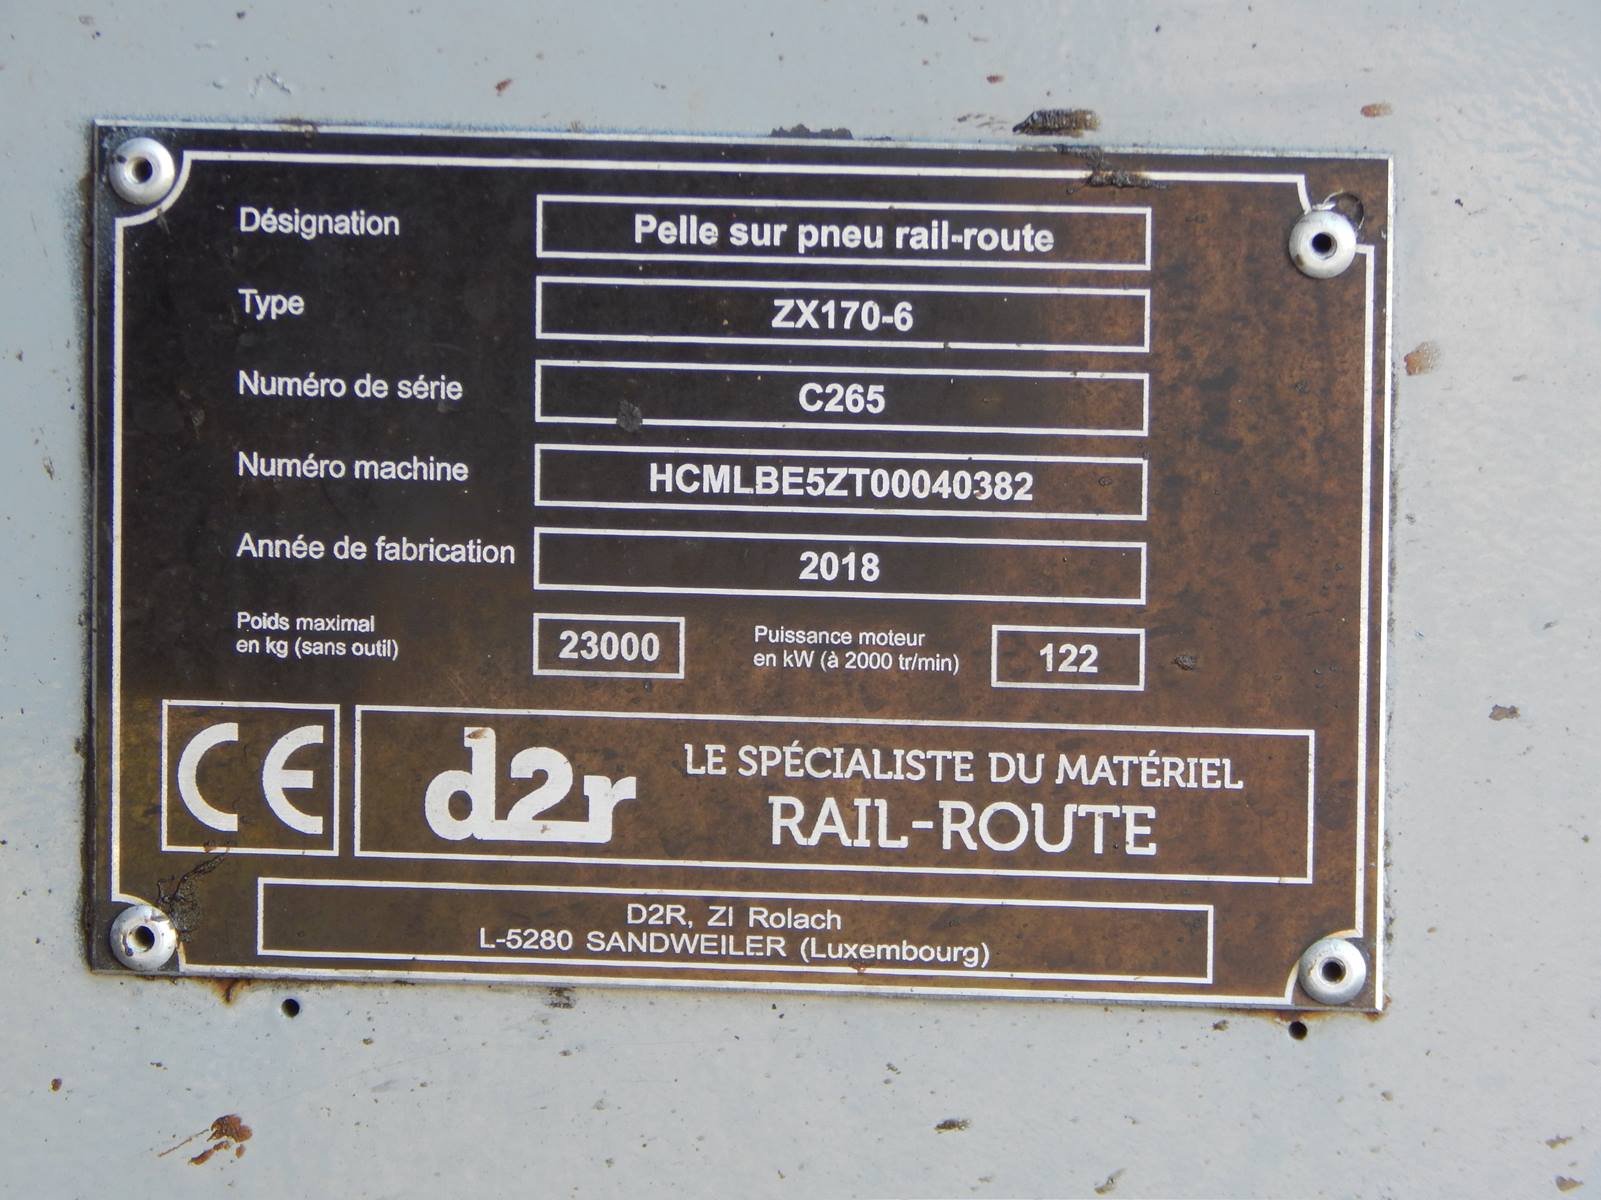 Désignation Pelle sur pneu rail-route
Type ZX170-6
Numéro de série C265
Numéro machine HCMLBE5ZT00040382
Année de fabrication 2018
Poids maximal
en kg (sans outil)
23000
Puissance moteur
en kW (à 2000 tr/min)
122
CE
d2r
LE SPÉCIALISTE DU MATÉRIEL
RAIL-ROUTE
D2R, ZI Rolach
L-5280 SANDWEILER (Luxembourg)